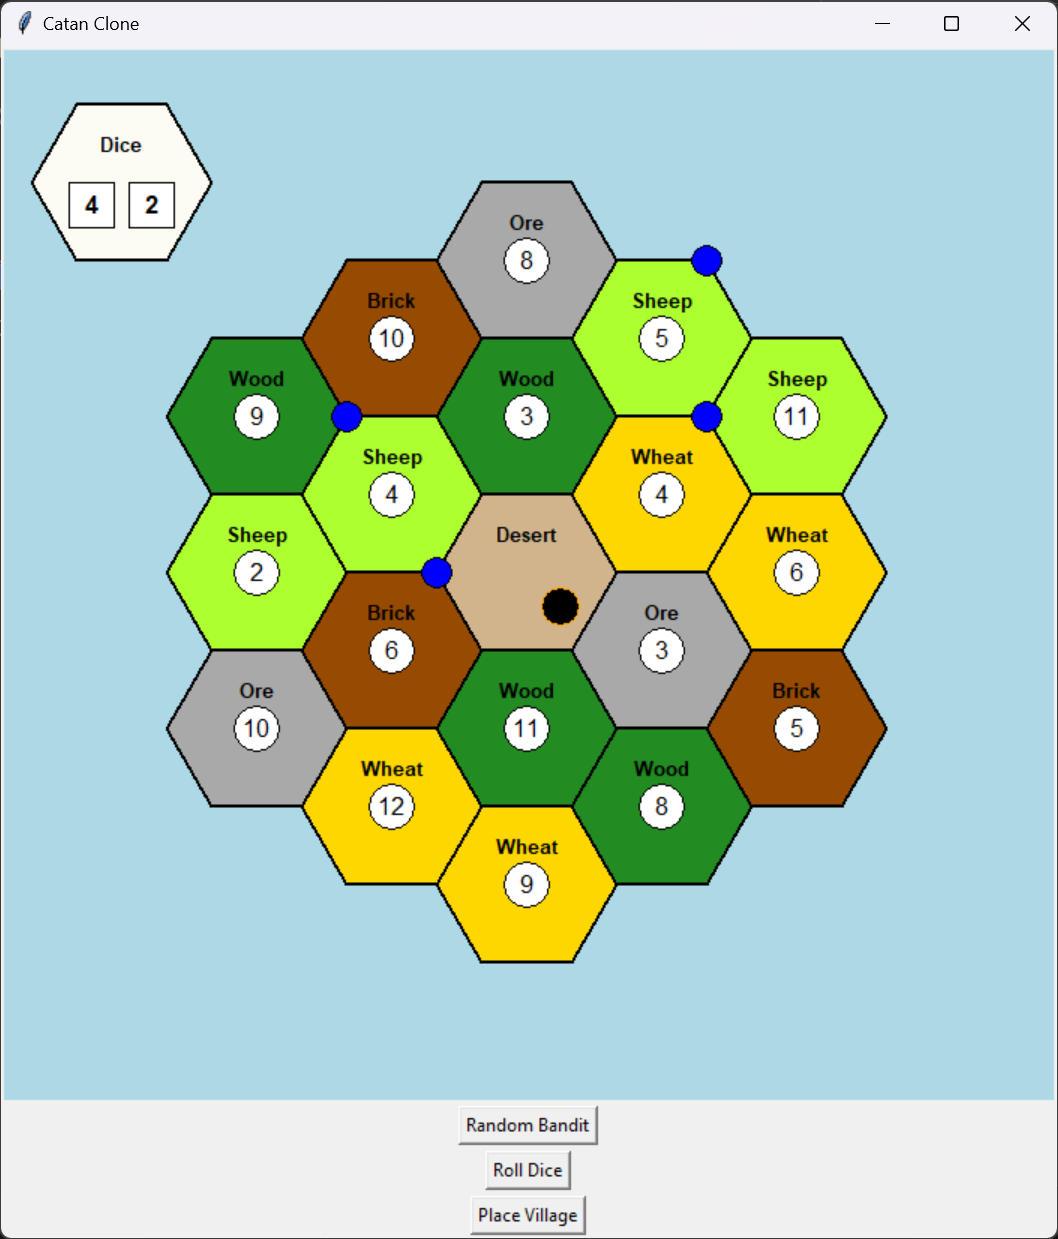 Catan Clone
Dice
4 2
Ore
8
Brick
10
Sheep
5
Wood
9
Wood
3
Sheep
11
Sheep
4
Wheat
4
Sheep
2
Desert
Wheat
6
Brick
6
Ore
3
Ore
10
Wood
11
Brick
5
Wheat
12
Wood
8
Wheat
9
Random Bandit
Roll Dice
Place Village